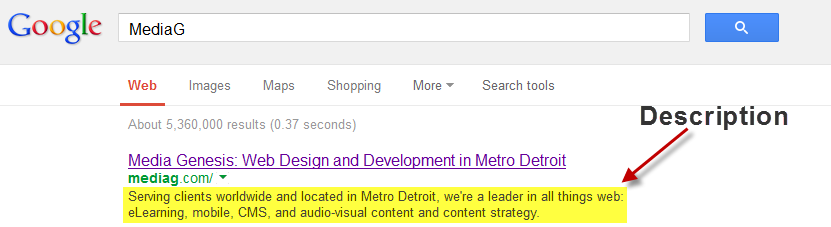 Google
MediaG
Web Images Maps Shopping More Search tools
About 5,360,000 results (0.37 seconds)
Description
Media Genesis: Web Design and Development in Metro Detroit
mediag.com/
Serving clients worldwide and located in Metro Detroit, we're a leader in all things web:
eLearning, mobile, CMS, and audio-visual content and content strategy.